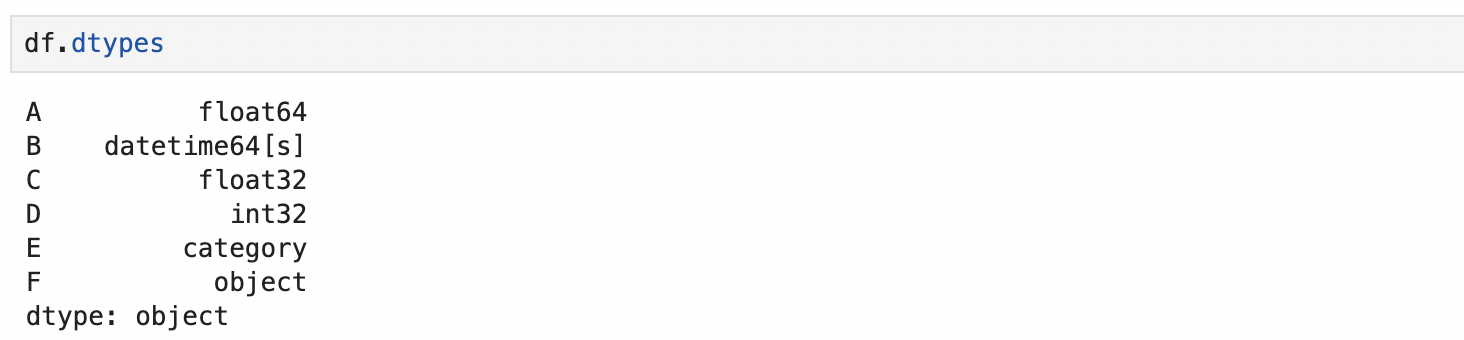 df.dtypes
A float64
B datetime64[s]
C float32
D int32
E category
F object
dtype: object